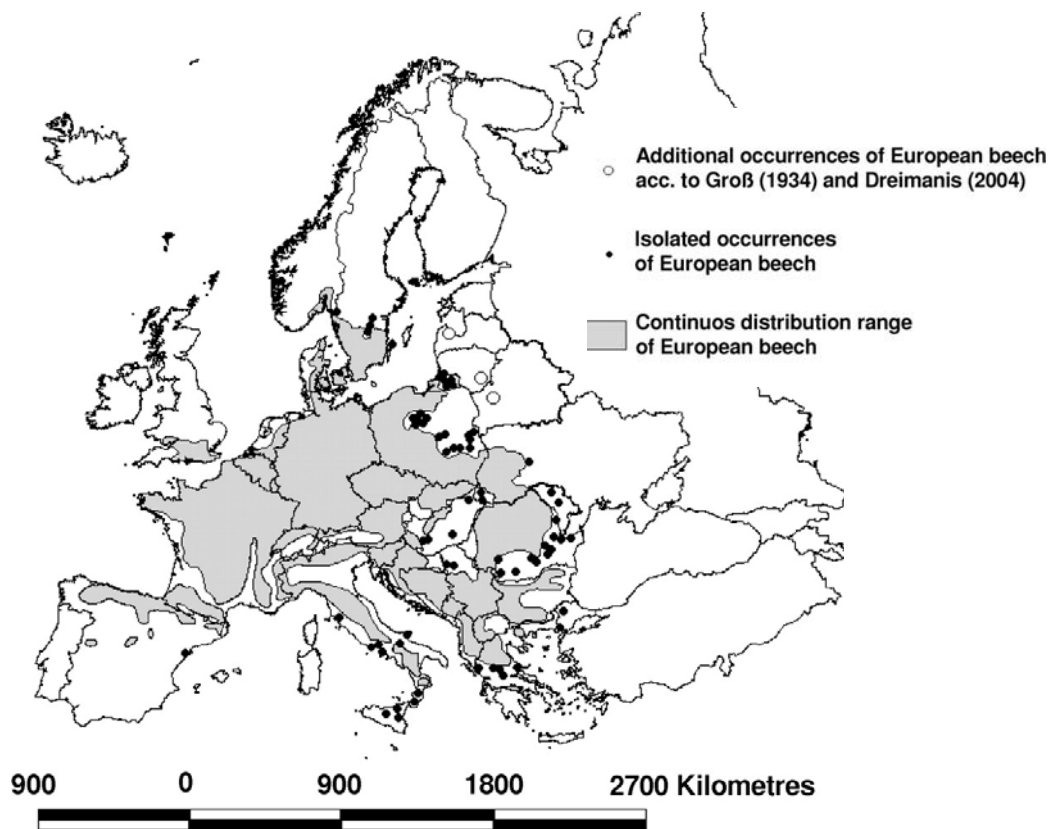 Additional occurrences of European beech
acc. to Groß (1934) and Dreimanis (2004)
Isolated occurrences
of European beech
Continuos distribution range
of European beech
900 0 900 1800 2700 Kilometres